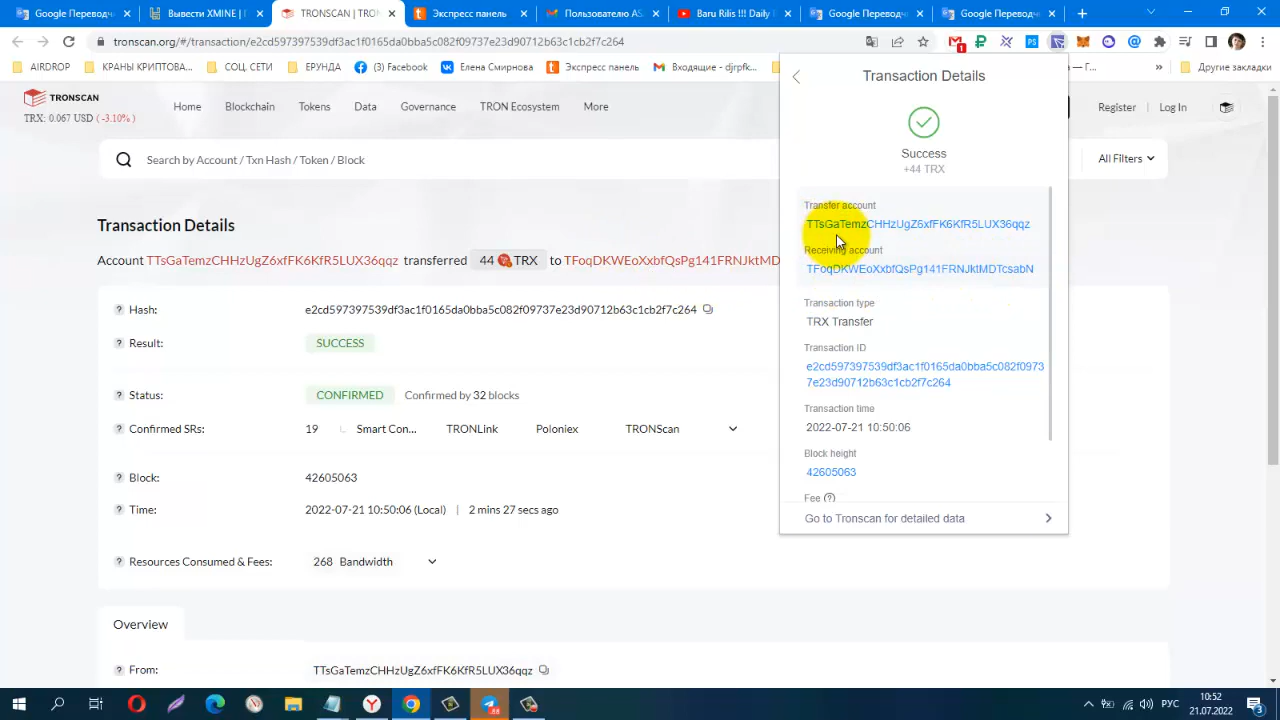 Вывести XMINE | Г
TRONSCAN | TRO
Экспресс панель
Пользователю AS
Baru Rilis !!! Daily
Google Переводч
Google Переводч
tronscan.org/#/transaction/e2cd597397539df3ac1f0165da0bba5c082f09737e23d90712b63c1cb2f7c264
AIRDROP
КРАНЫ КРИПТОВА...
СОЦ. СЕТИ
ЕРУНДА
(3) Facebook
Елена Смирнова
Экспресс панель
Входящие - djrpfk...
— Г...
»
Другие закладки
TRONSCAN
TRX: 0.067 USD ( -3.10% )
Home
Blockchain
Tokens
Data
Governance
TRON Ecosystem
More
Register
Log In
Search by Account / Txn Hash / Token / Block
All Filters
Transaction Details
Account TTsGaTemzCHHzUgZ6xfFK6KfR5LUX36qqz transferred 44 TRX to TFoqDKWEoXxbfQsPg141FRNJktMD
Hash: e2cd597397539df3ac1f0165da0bba5c082f09737e23d90712b63c1cb2f7c264
Result: SUCCESS
Status: CONFIRMED Confirmed by 32 blocks
Confirmed SRs: 19 Smart Con... TRONLink Poloniex TRONScan
Block: 42605063
Time: 2022-07-21 10:50:06 (Local) | 2 mins 27 secs ago
Resources Consumed & Fees: 268 Bandwidth
Overview
From: TTsGaTemzCHHzUgZ6xfFK6KfR5LUX36qqz
Transaction Details
Success
+44 TRX
Transfer account
TTsGaTemzCHHzUgZ6xfFK6KfR5LUX36qqz
Receiving account
TFoqDKWEoXxbfQsPg141FRNJktMDTcsabN
Transaction type
TRX Transfer
Transaction ID
e2cd597397539df3ac1f0165da0bba5c082f0973
7e23d90712b63c1cb2f7c264
Transaction time
2022-07-21 10:50:06
Block height
42605063
Fee
Go to Tronscan for detailed data
РУС
10:52
21.07.2022
3